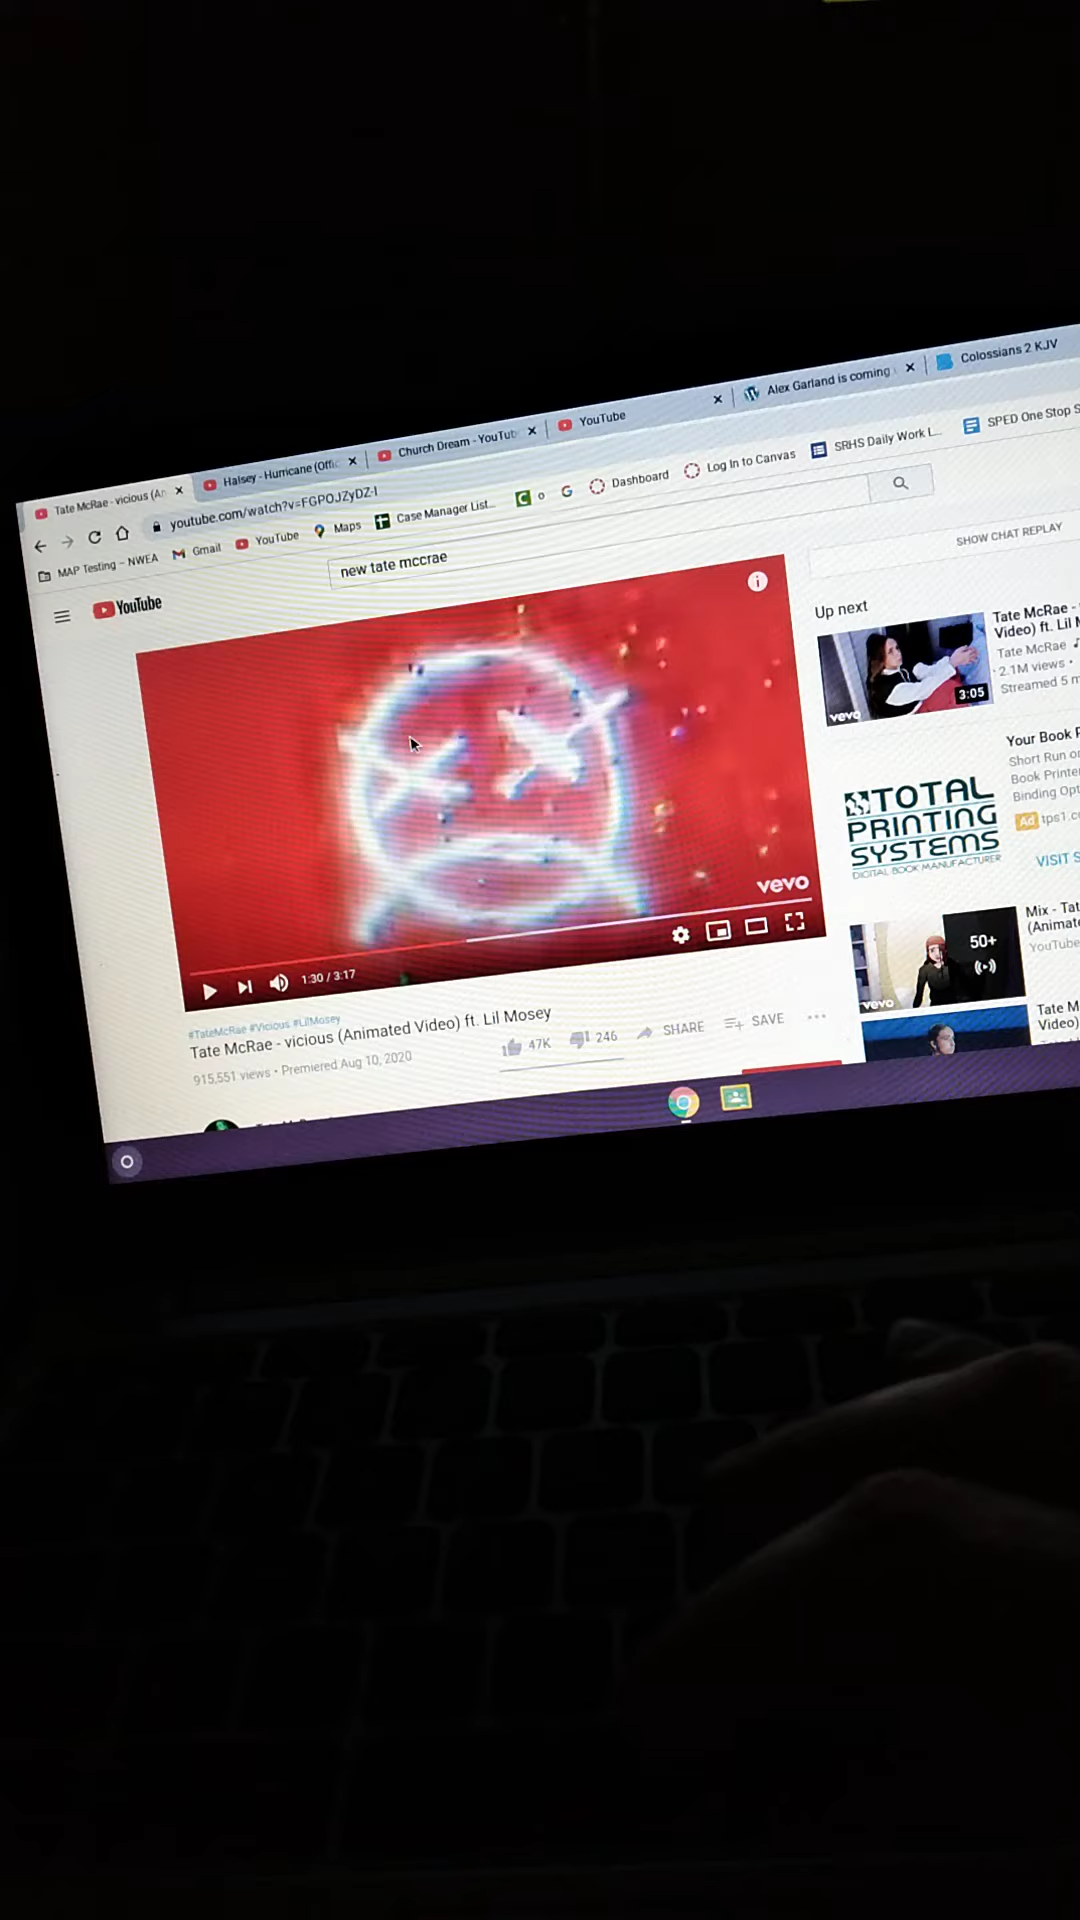 Tate McRae - vicious (An
Halsey - Hurricane (Offic
Church Dream - YouTub
YouTube
Alex Garland is coming
Colossians 2 KJV
youtube.com/watch?v=FGPOJZyDZ-I
MAP Testing – NWEA
Gmail
YouTube
Maps
Case Manager List...
o
Dashboard
Log In to Canvas
SRHS Daily Work L...
SPED One Stop S
YouTube
new tate mccrae
SHOW CHAT REPLAY
Up next
Tate McRae -
Video) ft. Lil M
Tate McRae
2.1M views •
Streamed 5 m
3:05
vevo
Your Book P
Short Run or
Book Printe
Binding Opt
Ad tps1.c
VISIT S
TOTAL
PRINTING
SYSTEMS
DIGITAL BOOK MANUFACTURER
vevo
1:30 / 3:17
Mix - Tat
(Animate
YouTube
50+
vevo
Tate M
Video)
#TateMcRae #Vicious #LilMosey
Tate McRae - vicious (Animated Video) ft. Lil Mosey
915,551 views • Premiered Aug 10, 2020
47K
246
SHARE
SAVE